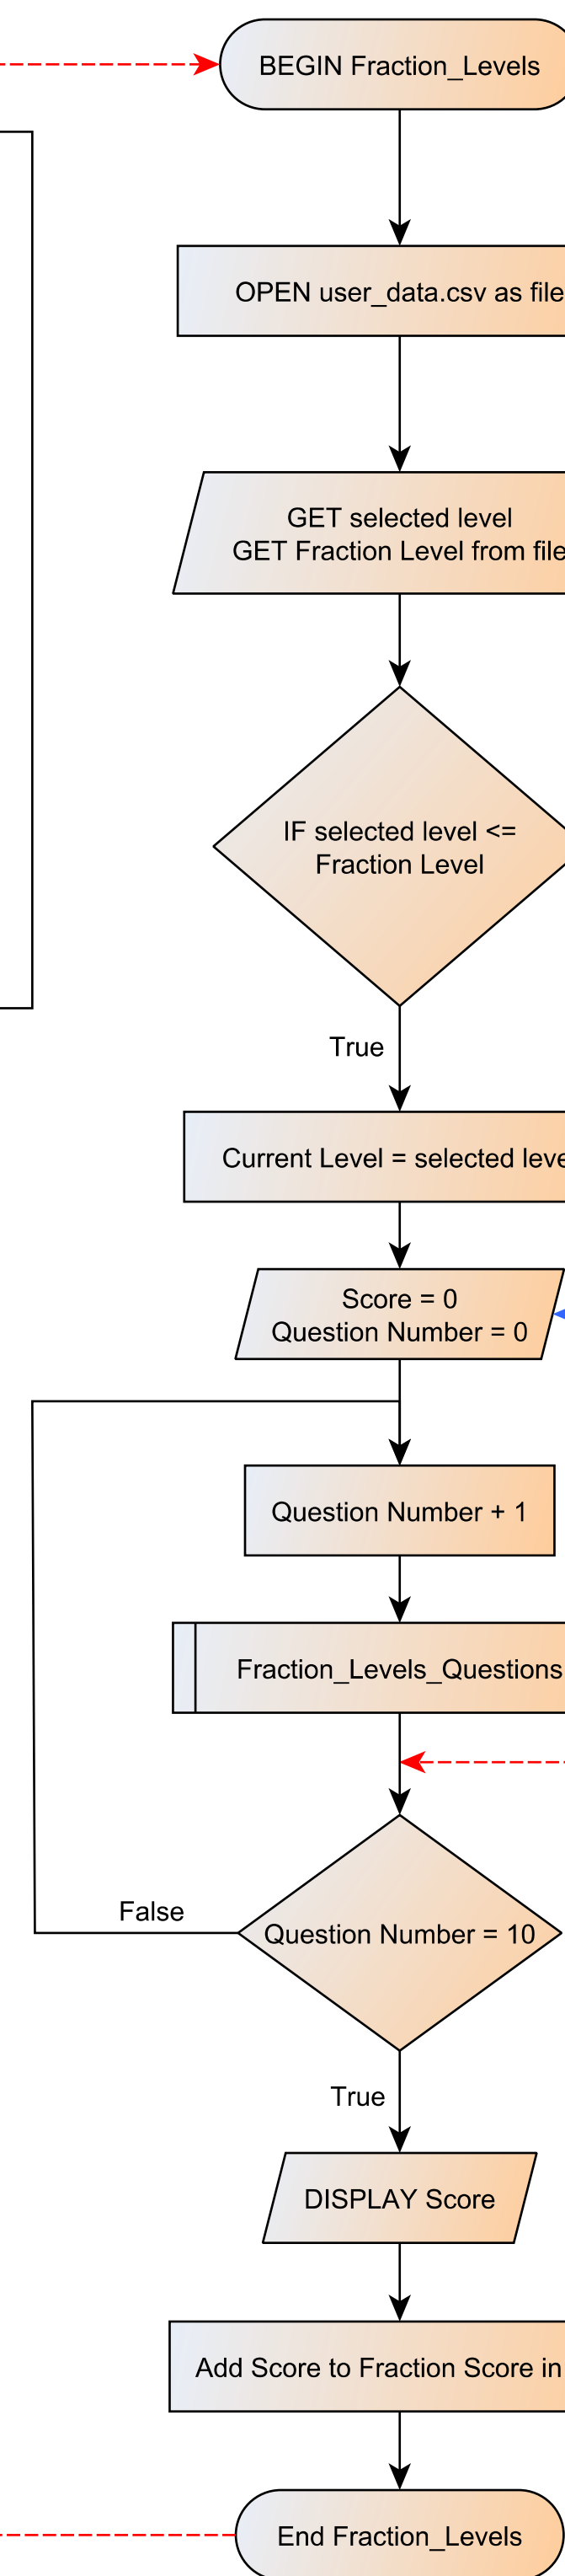 BEGIN Fraction_Levels
OPEN user_data.csv as file
GET selected level
GET Fraction Level from file
IF selected level <=
Fraction Level
True
Current Level = selected leve
Score = 0
Question Number = 0
Question Number + 1
Fraction_Levels_Questions
False
Question Number = 10
True
DISPLAY Score
Add Score to Fraction Score in
End Fraction_Levels